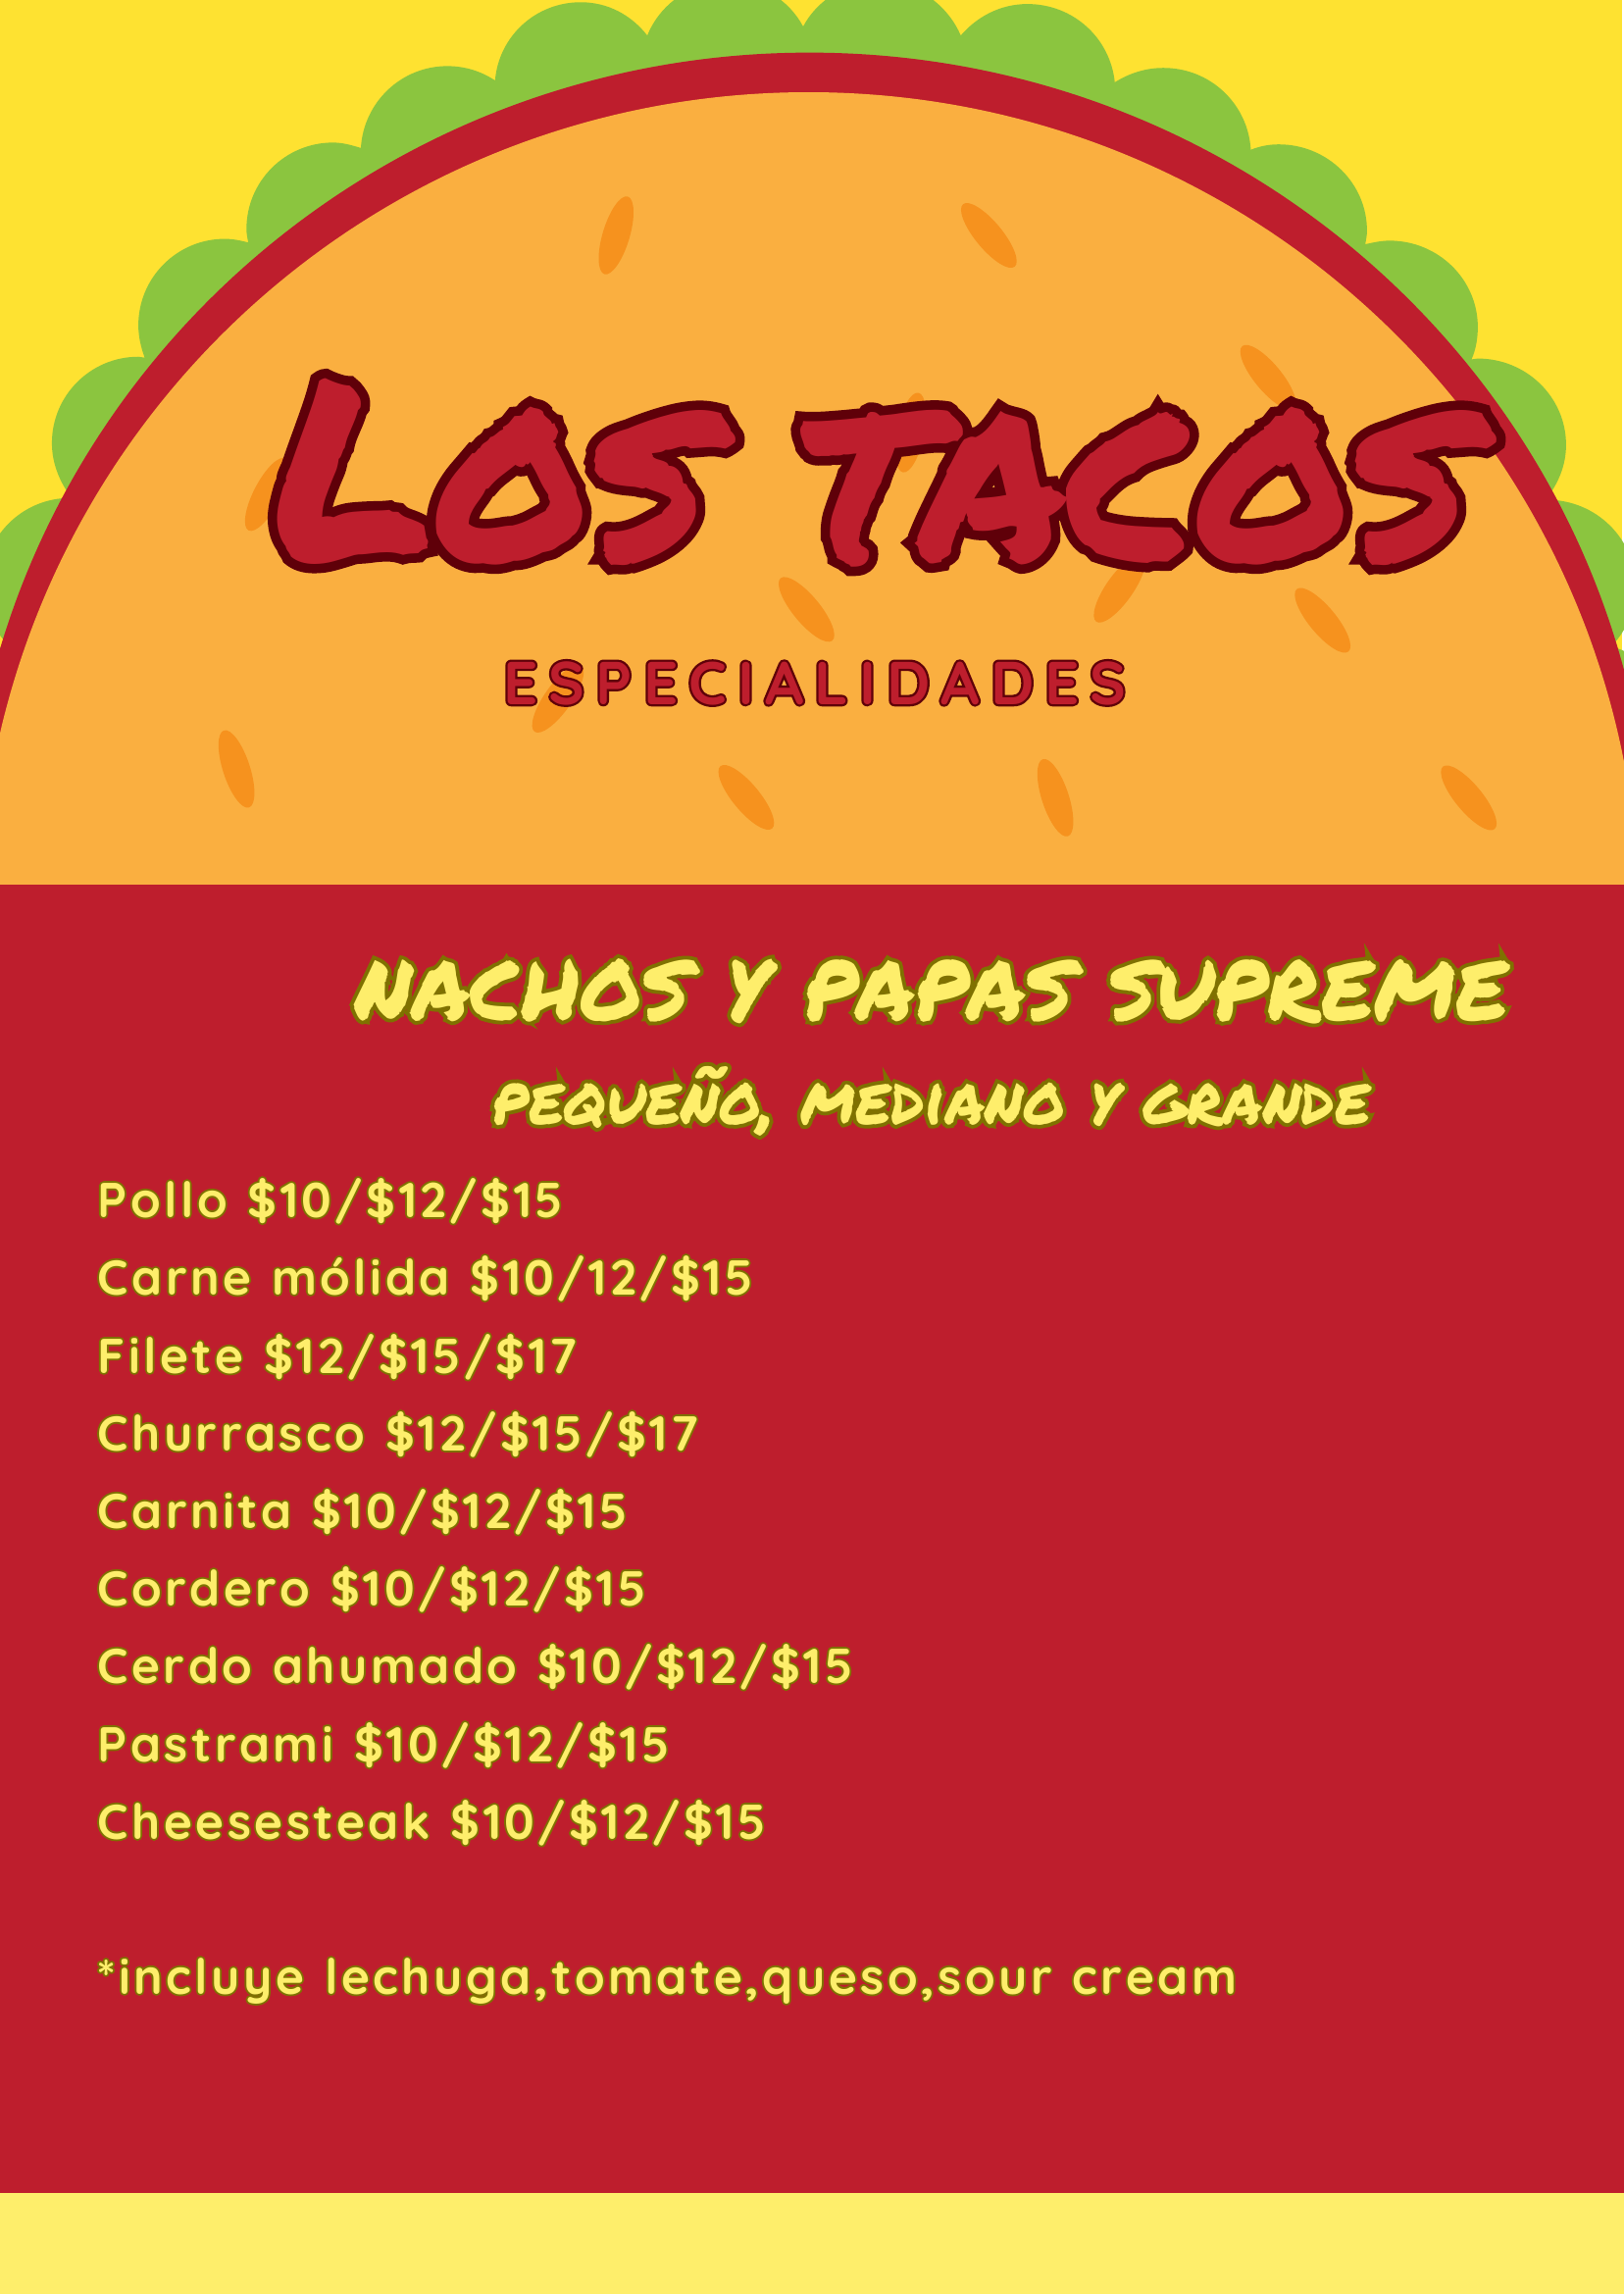 Los TACOS
ESPECIALIDADES
NACHOS Y PAPAS SUPREME
PEQUEÑO, MEDIANO Y GRANDE
Pollo $10/$12/$15
Carne mólida $10/12/$15
Filete $12/$15/$17
Churrasco $12/$15/$17
Carnita $10/$12/$15
Cordero $10/$12/$15
Cerdo ahumado $10/$12/$15
Pastrami $10/$12/$15
Cheesesteak $10/$12/$15
*incluye lechuga,tomate,queso,sour cream